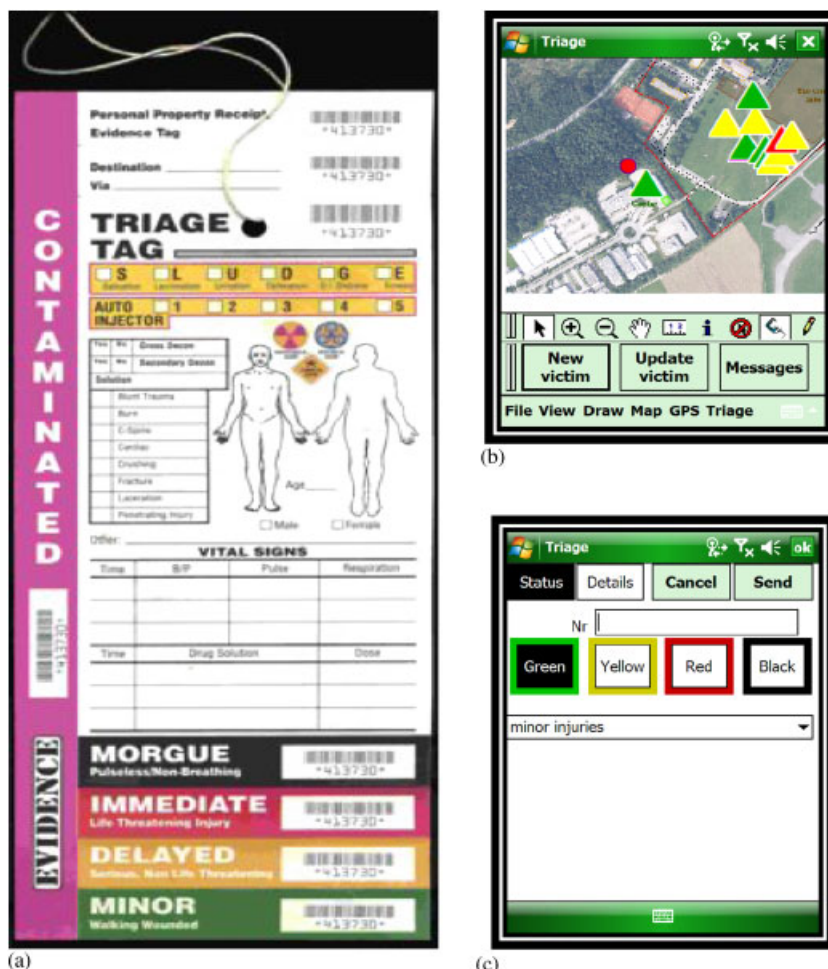 Personal Property Receipt
Evidence Tag
*413730*
Destination
Via
*413730*
TRIAGE
TAG
*413730*
CONTAMINATED
S L U D G E
Salivation Lacrimation Urination Defecation G.I. Distress Emesis
AUTO
INJECTOR
1 2 3 4 5
Yes No Gross Decon
Yes No Secondary Decon
Solution
Blunt Trauma
Burn
C-Spine
Cardiac
Crushing
Fracture
Laceration
Penetrating Injury
Age
Male Female
Other:
VITAL SIGNS
Time B/P Pulse Respiration
Time Drug Solution Dose
*413730*
EVIDENCE
MORGUE
Pulseless/Non-Breathing
*413730*
IMMEDIATE
Life Threatening Injury
*413730*
DELAYED
Serious, Non Life Threatening
*413730*
MINOR
Walking Wounded
*413730*
(a)
Triage
New victim
Update victim
Messages
File View Draw Map GPS Triage
(b)
Triage
ok
Status Details Cancel Send
Nr
Green Yellow Red Black
minor injuries
(c)